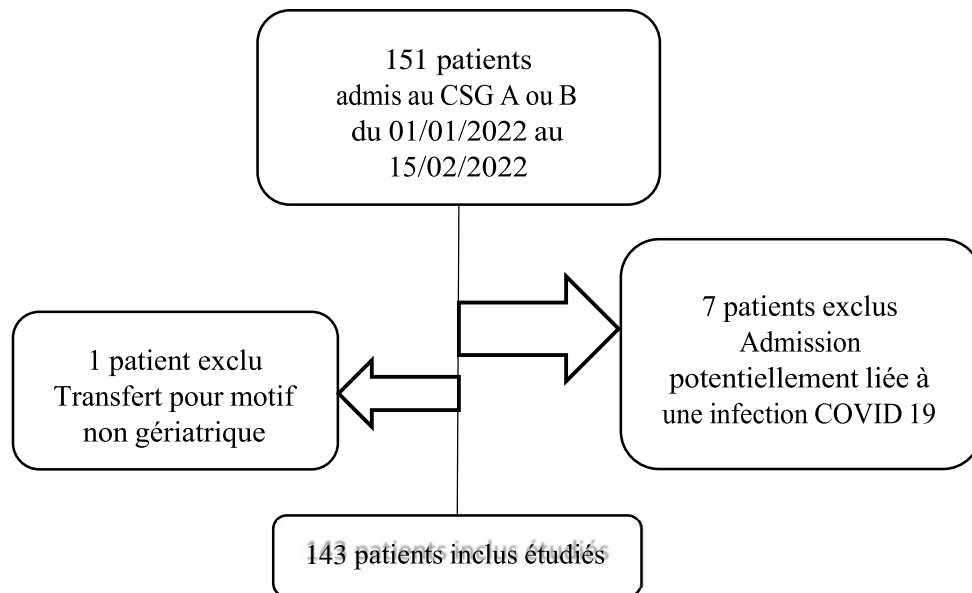 151 patients
admis au CSG A ou B
du 01/01/2022 au
15/02/2022
7 patients exclus
Admission
potentiellement liée à
une infection COVID 19
1 patient exclu
Transfert pour motif
non gériatrique
143 patients inclus étudiés